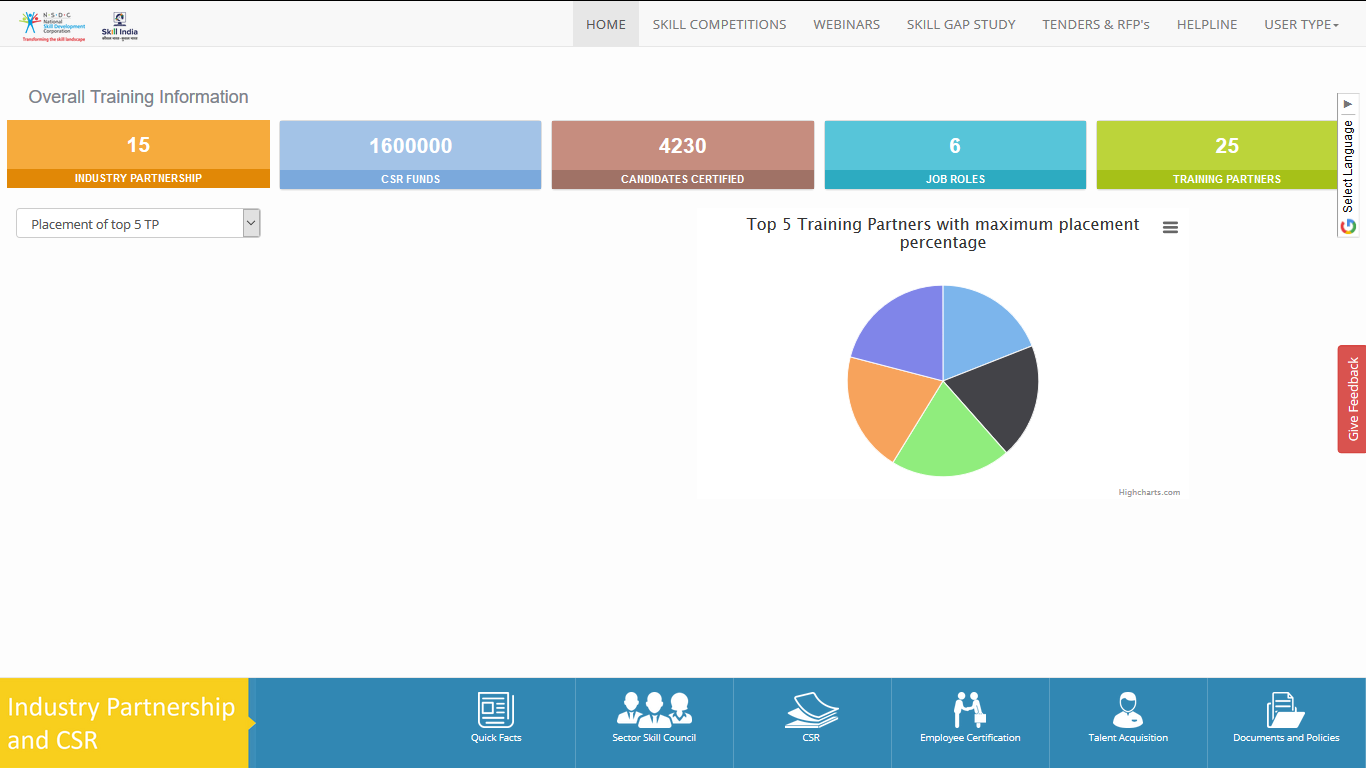 N·S·D·C
National
Skill Development
Corporation
Transforming the skill landscape
Skill India
कौशल भारत - कुशल भारत
HOME
SKILL COMPETITIONS
WEBINARS
SKILL GAP STUDY
TENDERS & RFP's
HELPLINE
USER TYPE
Overall Training Information
15
INDUSTRY PARTNERSHIP
1600000
CSR FUNDS
4230
CANDIDATES CERTIFIED
6
JOB ROLES
25
TRAINING PARTNERS
Select Language
Placement of top 5 TP
Top 5 Training Partners with maximum placement
percentage
Highcharts.com
Give Feedback
Industry Partnership
and CSR
Quick Facts
Sector Skill Council
CSR
Employee Certification
Talent Acquisition
Documents and Policies